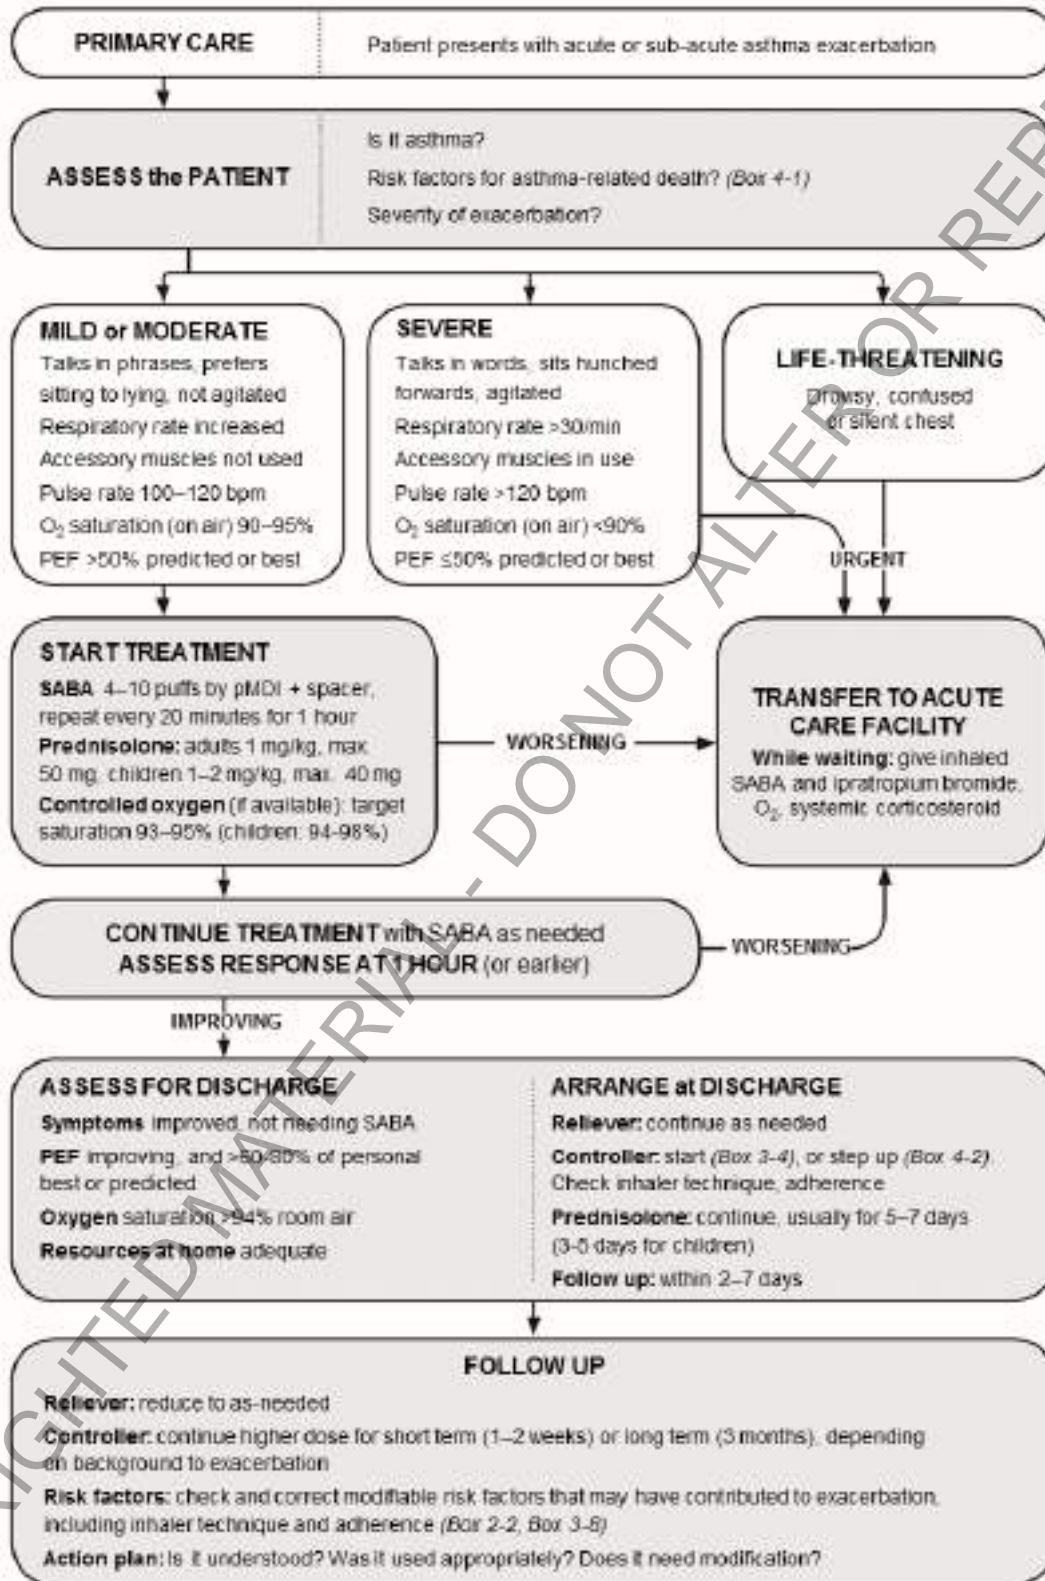 PRIMARY CARE
Patient presents with acute or sub-acute asthma exacerbation
ASSESS the PATIENT
Is it asthma?
Risk factors for asthma-related death? (Box 4-1)
Severity of exacerbation?
MILD or MODERATE
Talks in phrases, prefers
sitting to lying, not agitated
Respiratory rate increased
Accessory muscles not used
Pulse rate 100–120 bpm
O₂ saturation (on air) 90–95%
PEF >50% predicted or best
SEVERE
Talks in words, sits hunched
forwards, agitated
Respiratory rate >30/min
Accessory muscles in use
Pulse rate >120 bpm
O₂ saturation (on air) <90%
PEF ≤50% predicted or best
LIFE-THREATENING
Drowsy, confused
or silent chest
URGENT
START TREATMENT
SABA 4–10 puffs by pMDI + spacer,
repeat every 20 minutes for 1 hour
Prednisolone: adults 1 mg/kg, max.
50 mg, children 1–2 mg/kg, max. 40 mg
Controlled oxygen (if available): target
saturation 93–95% (children: 94-98%)
WORSENING
TRANSFER TO ACUTE
CARE FACILITY
While waiting: give inhaled
SABA and ipratropium bromide,
O₂, systemic corticosteroid
CONTINUE TREATMENT with SABA as needed
ASSESS RESPONSE AT 1 HOUR (or earlier)
WORSENING
IMPROVING
ASSESS FOR DISCHARGE
Symptoms improved, not needing SABA
PEF improving, and >60-80% of personal
best or predicted
Oxygen saturation >94% room air
Resources at home adequate
ARRANGE at DISCHARGE
Reliever: continue as needed
Controller: start (Box 3-4), or step up (Box 4-2)
Check inhaler technique, adherence
Prednisolone: continue, usually for 5–7 days
(3-5 days for children)
Follow up: within 2–7 days
FOLLOW UP
Reliever: reduce to as-needed
Controller: continue higher dose for short term (1–2 weeks) or long term (3 months), depending
on background to exacerbation
Risk factors: check and correct modifiable risk factors that may have contributed to exacerbation,
including inhaler technique and adherence (Box 2-2, Box 3-8)
Action plan: Is it understood? Was it used appropriately? Does it need modification?
RIGHTED MATERIAL - DO NOT ALTER OR REP